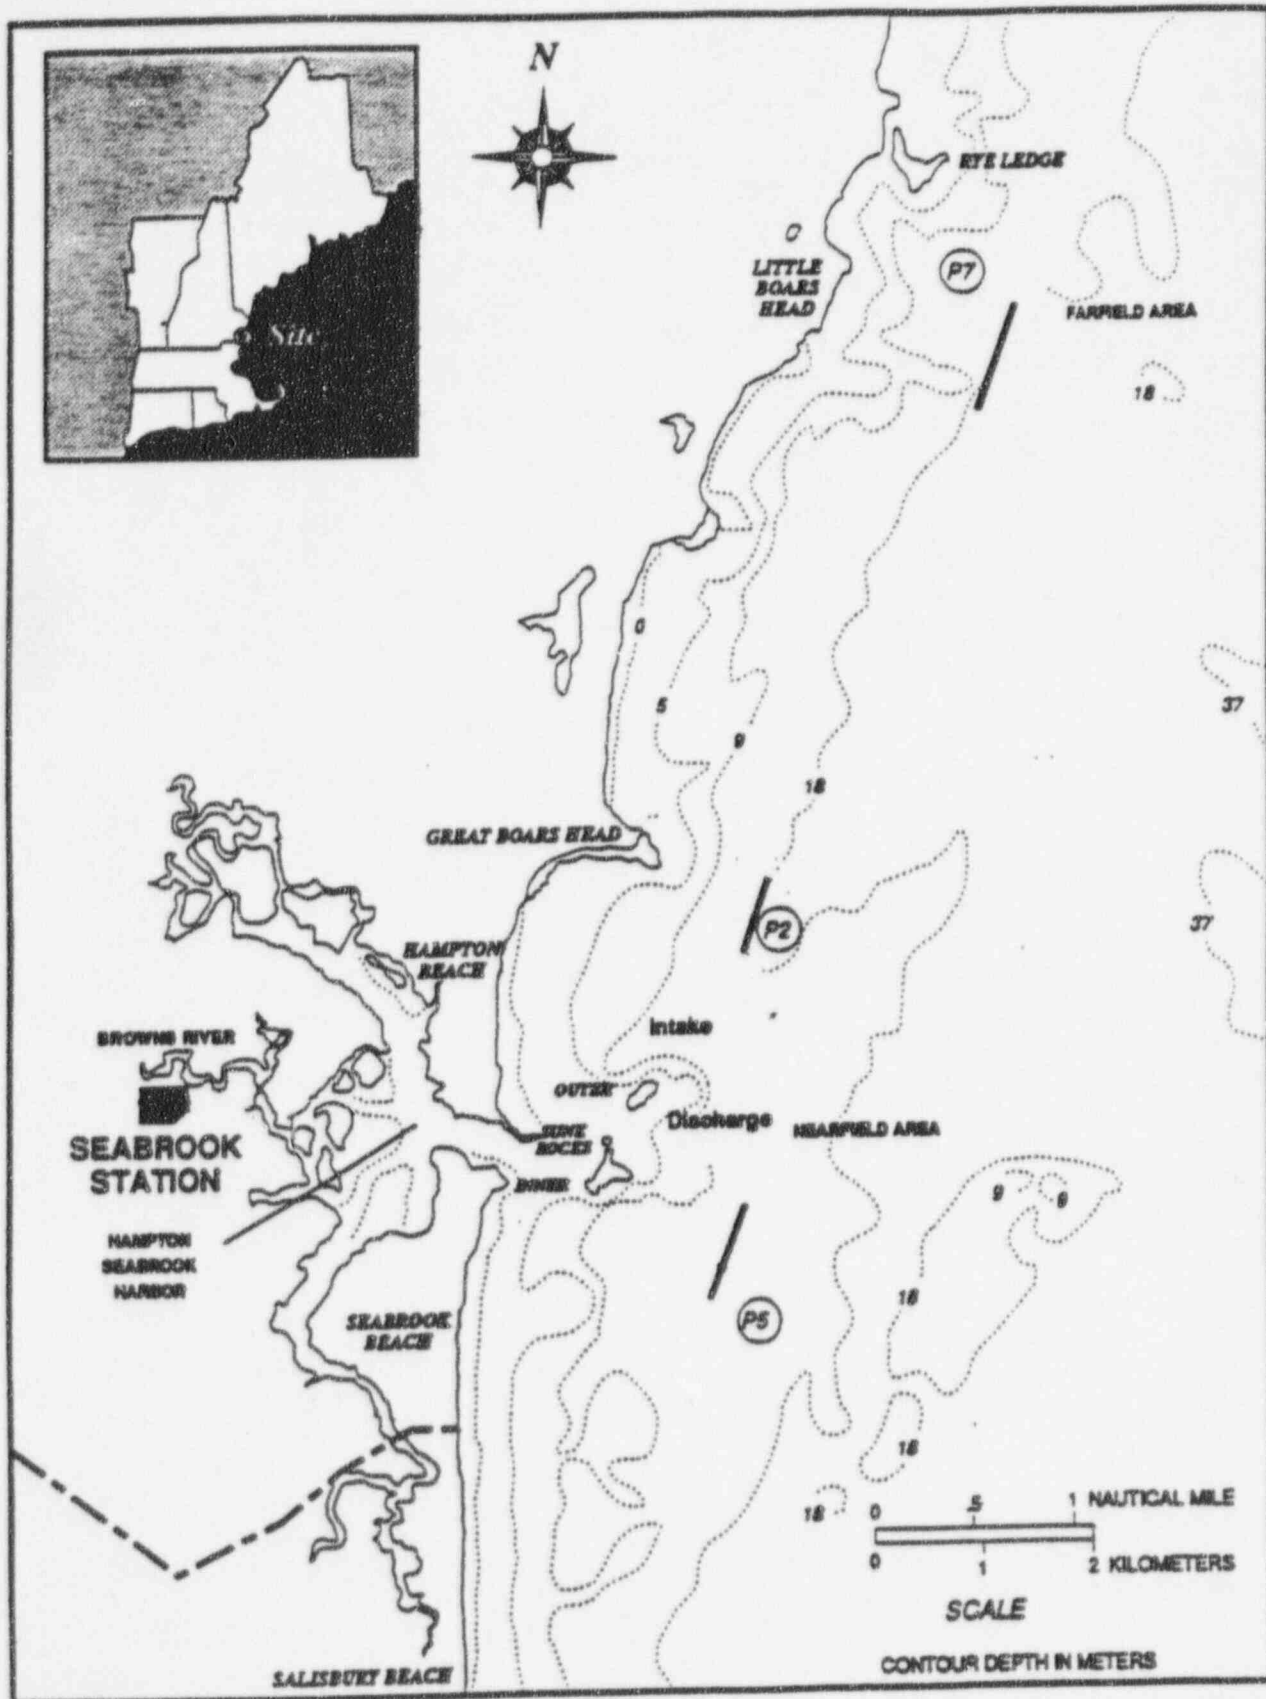 N
Site
RYE LEDGE
P7
LITTLE
BOARS
HEAD
FARFIELD AREA
18
0
5
37
9
18
GREAT BOARS HEAD
37
P2
HAMPTON
BEACH
Intake
BROWNS RIVER
OUTER
Discharge
NEARFIELD AREA
SUNK
ROCKS
SEABROOK
STATION
INNER
9
9
HAMPTON
SEABROOK
HARBOR
18
P5
SEABROOK
BEACH
18
18
0 .5 1 NAUTICAL MILE
0 1 2 KILOMETERS
SCALE
SALISBURY BEACH
CONTOUR DEPTH IN METERS